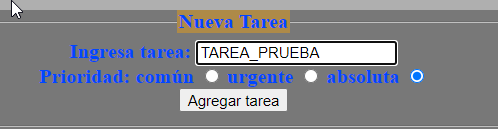 Nueva Tarea
Ingresa tarea: TAREA_PRUEBA
Prioridad: común urgente absoluta
Agregar tarea